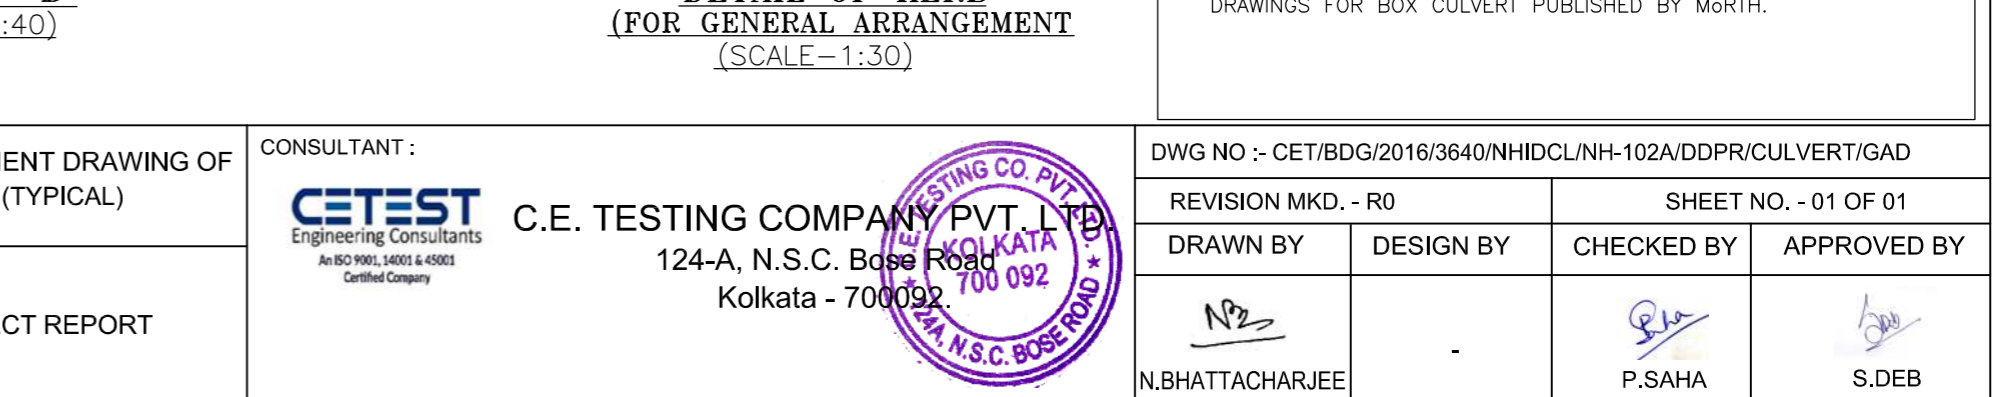 :40)
(FOR GENERAL ARRANGEMENT
(SCALE-1:30)
DRAWINGS FOR BOX CULVERT PUBLISHED BY MoRTH.
ENT DRAWING OF
(TYPICAL)
CT REPORT
CONSULTANT :
CETEST
Engineering Consultants
An ISO 9001, 14001 & 45001
Certified Company
C.E. TESTING COMPANY PVT. LTD.
124-A, N.S.C. Bose Road
Kolkata - 700092.
C.E. TESTING CO. PVT. LTD.
KOLKATA
700 092
★ 124A, N.S.C. BOSE ROAD ★
DWG NO :- CET/BDG/2016/3640/NHIDCL/NH-102A/DDPR/CULVERT/GAD
REVISION MKD. - R0 SHEET NO. - 01 OF 01
DRAWN BY DESIGN BY CHECKED BY APPROVED BY
-
N.BHATTACHARJEE P.SAHA S.DEB